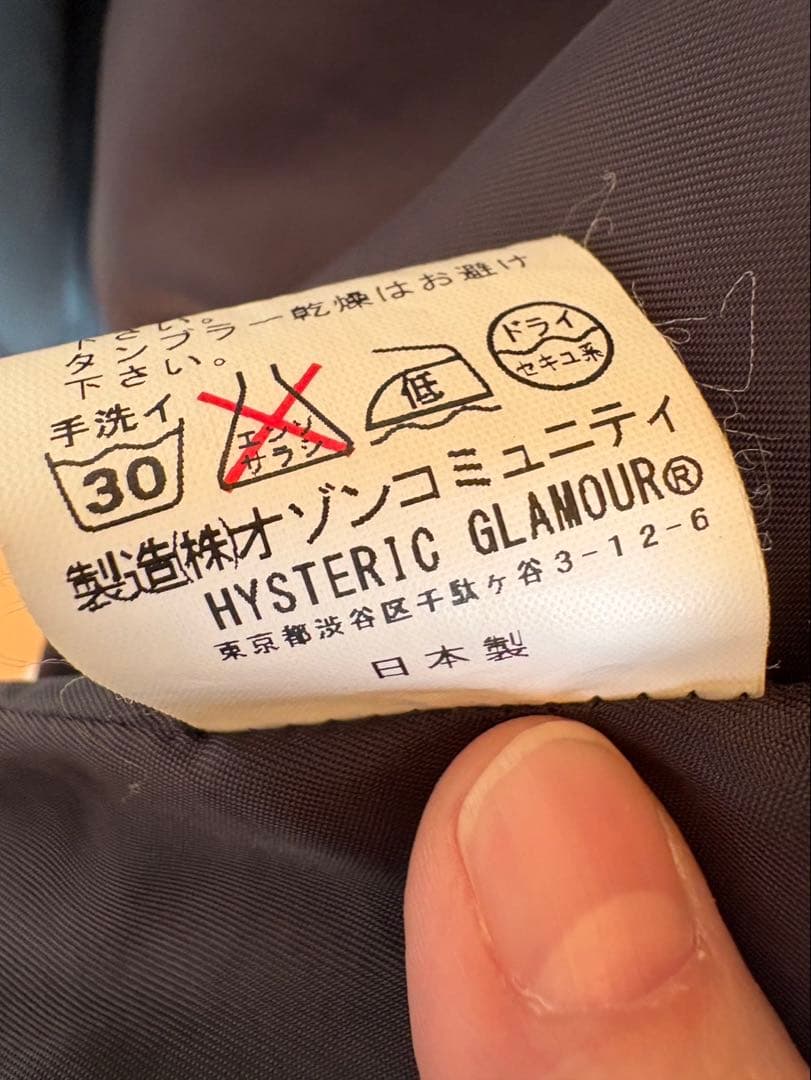 下さい。
タンブラー乾燥はお避け
下さい。
手洗イ
30
エンソ
サラシ
低
ドライ
セキユ系
製造(株)オゾンコミュニティ
HYSTERIC GLAMOUR®
東京都渋谷区千駄ケ谷3-12-6
日本製